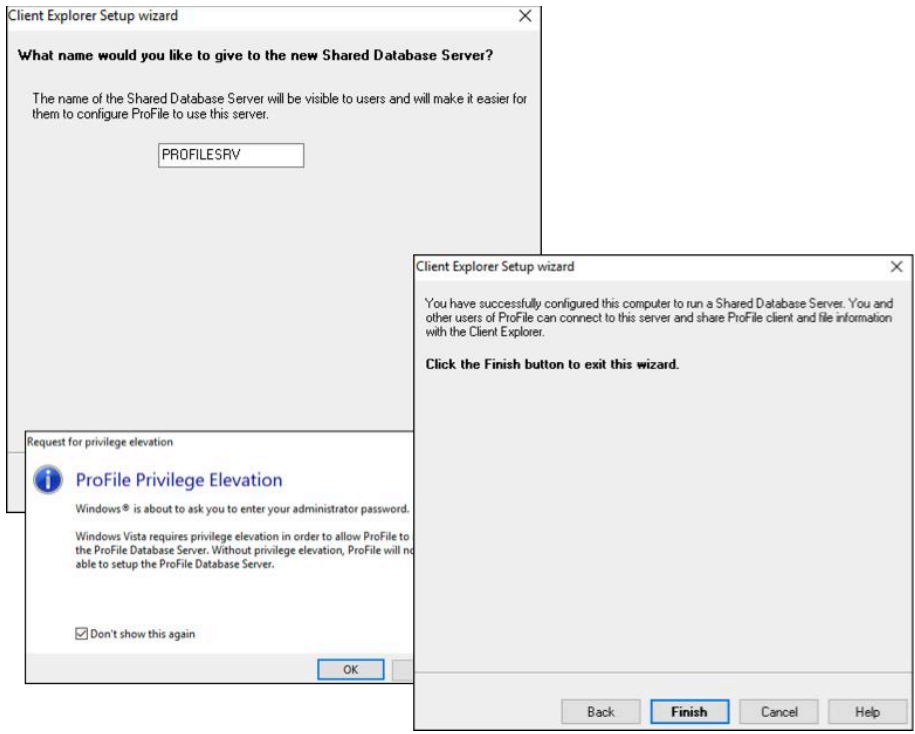 Client Explorer Setup wizard
What name would you like to give to the new Shared Database Server?
The name of the Shared Database Server will be visible to users and will make it easier for
them to configure ProFile to use this server.
PROFILESRV
Request for privilege elevation
ProFile Privilege Elevation
Windows® is about to ask you to enter your administrator password.
Windows Vista requires privilege elevation in order to allow ProFile to
the ProFile Database Server. Without privilege elevation, ProFile will
able to setup the ProFile Database Server.
Don't show this again
OK
Client Explorer Setup wizard
You have successfully configured this computer to run a Shared Database Server. You and
other users of ProFile can connect to this server and share ProFile client and file information
with the Client Explorer.
Click the Finish button to exit this wizard.
Back
Finish
Cancel
Help